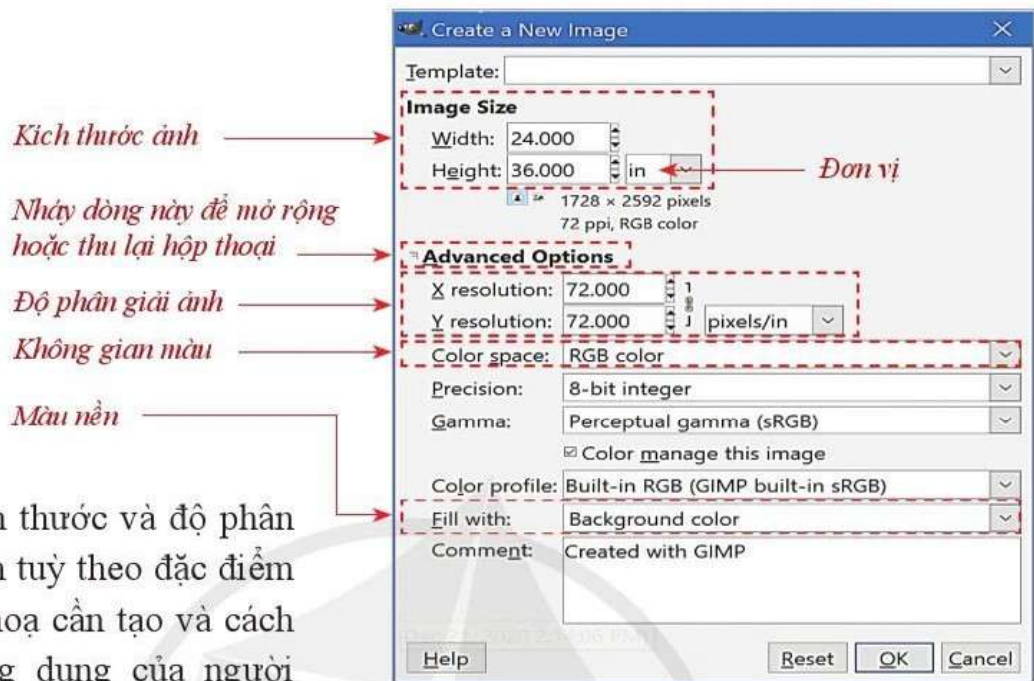 Create a New Image
Template:
Image Size
Kích thước ảnh
Width: 24.000
Height: 36.000 in
Đơn vị
1728 × 2592 pixels
72 ppi, RGB color
Nháy dòng này để mở rộng
hoặc thu lại hộp thoại
Advanced Options
Độ phân giải ảnh
X resolution: 72.000
Y resolution: 72.000 pixels/in
Không gian màu
Color space: RGB color
Precision: 8-bit integer
Màu nền
Gamma: Perceptual gamma (sRGB)
Color manage this image
Color profile: Built-in RGB (GIMP built-in sRGB)
Fill with: Background color
Comment: Created with GIMP
thước và độ phân
tuỳ theo đặc điểm
cần tạo và cách
dụng của người
Help Reset OK Cancel